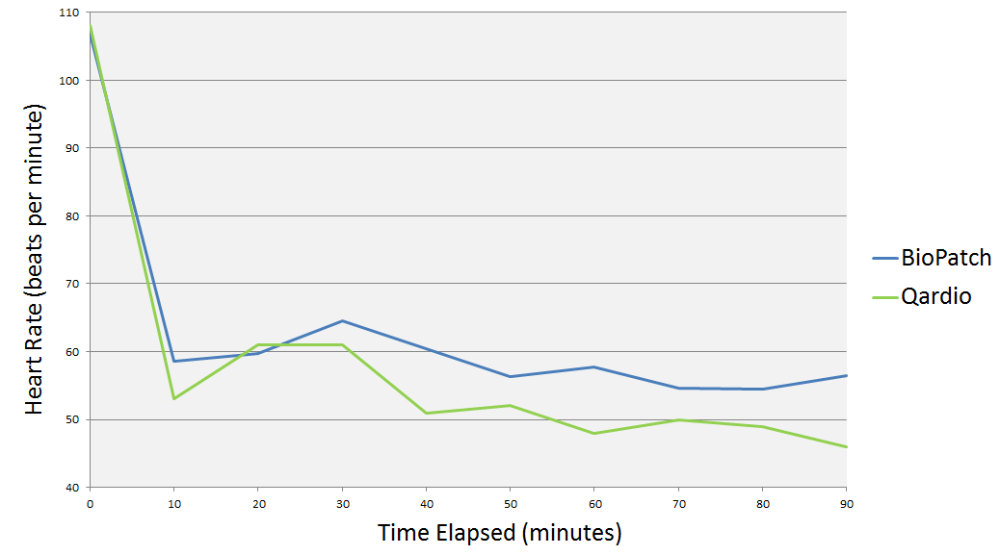 110
100
90
80
70
60
50
40
Heart Rate (beats per minute)
0 10 20 30 40 50 60 70 80 90
Time Elapsed (minutes)
BioPatch
Qardio